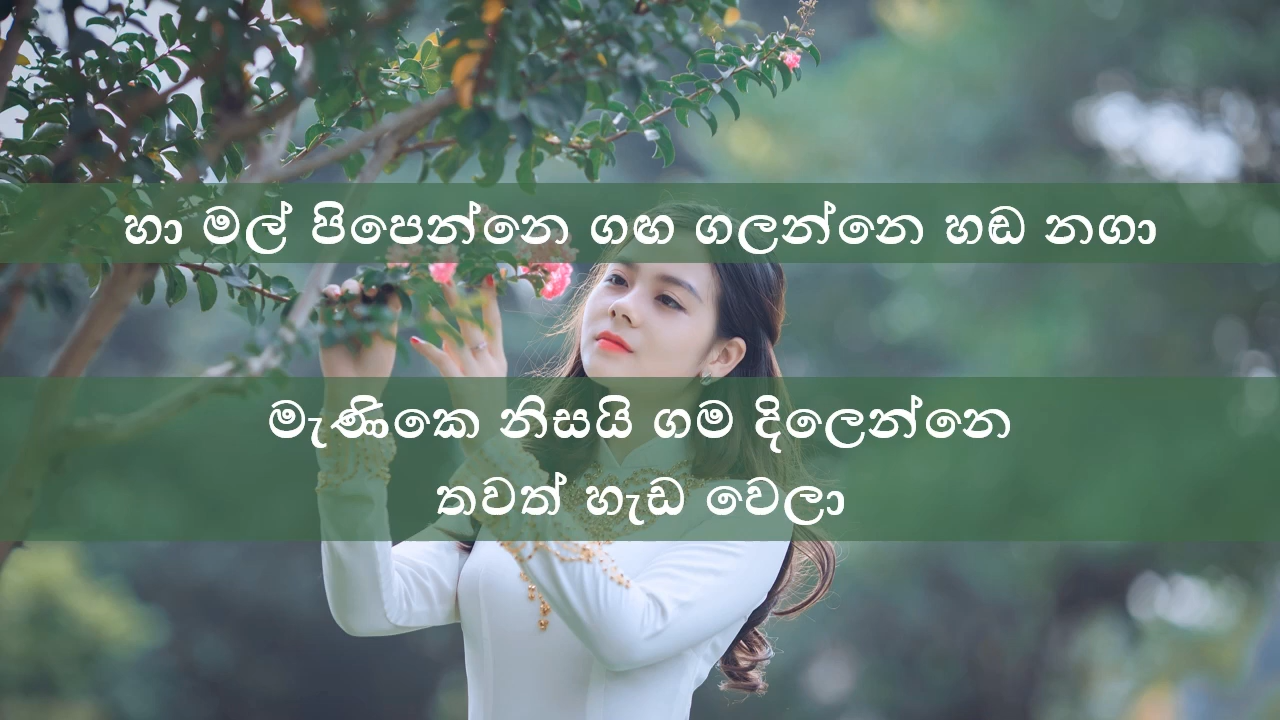 හා මල් පිපෙන්නෙ ගඟ ගලන්නෙ හඬ නගා
මැණිකෙ නිසයි ගම දිලෙන්නෙ
තවත් හැඩ වෙලා